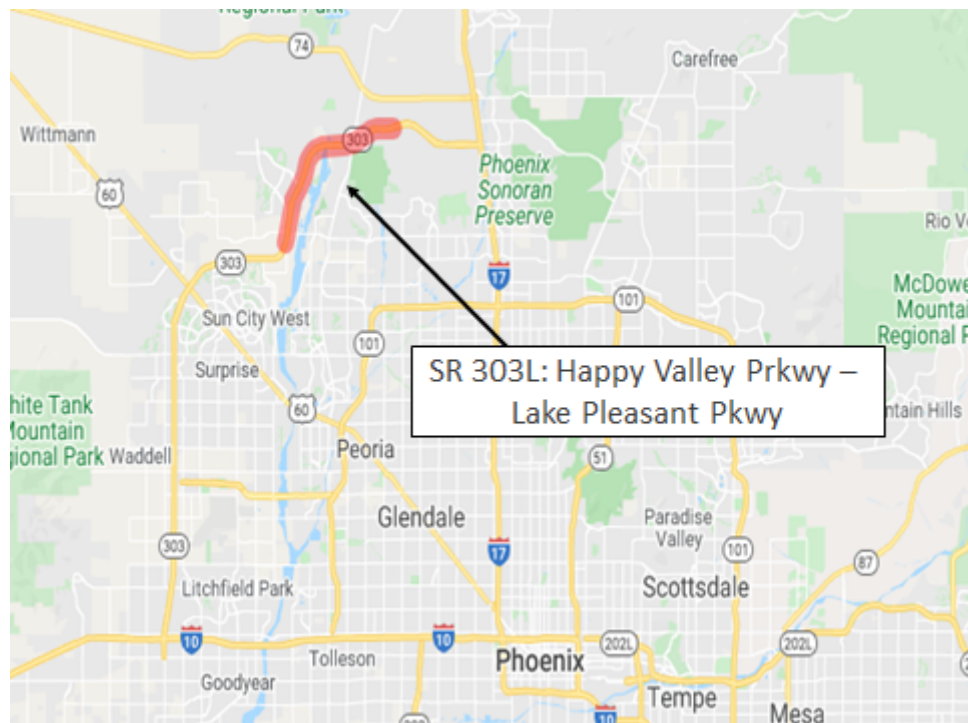 Regional Park
74
Carefree
Wittmann
303
60
Phoenix
Sonoran
Preserve
Rio
303
17
McDowe
Mountai
Regional P
101
Sun City West
101
Surprise
SR 303L: Happy Valley Prkwy –
Lake Pleasant Pkwy
60
hite Tank
Mountain
gional Park
Waddell
Peoria
ntain Hills
51
Glendale
Paradise
Valley
303
17
101
87
Litchfield Park
Scottsdale
10
10
202L
202L
Tolleson
Phoenix
Goodyear
Tempe
10
Mesa